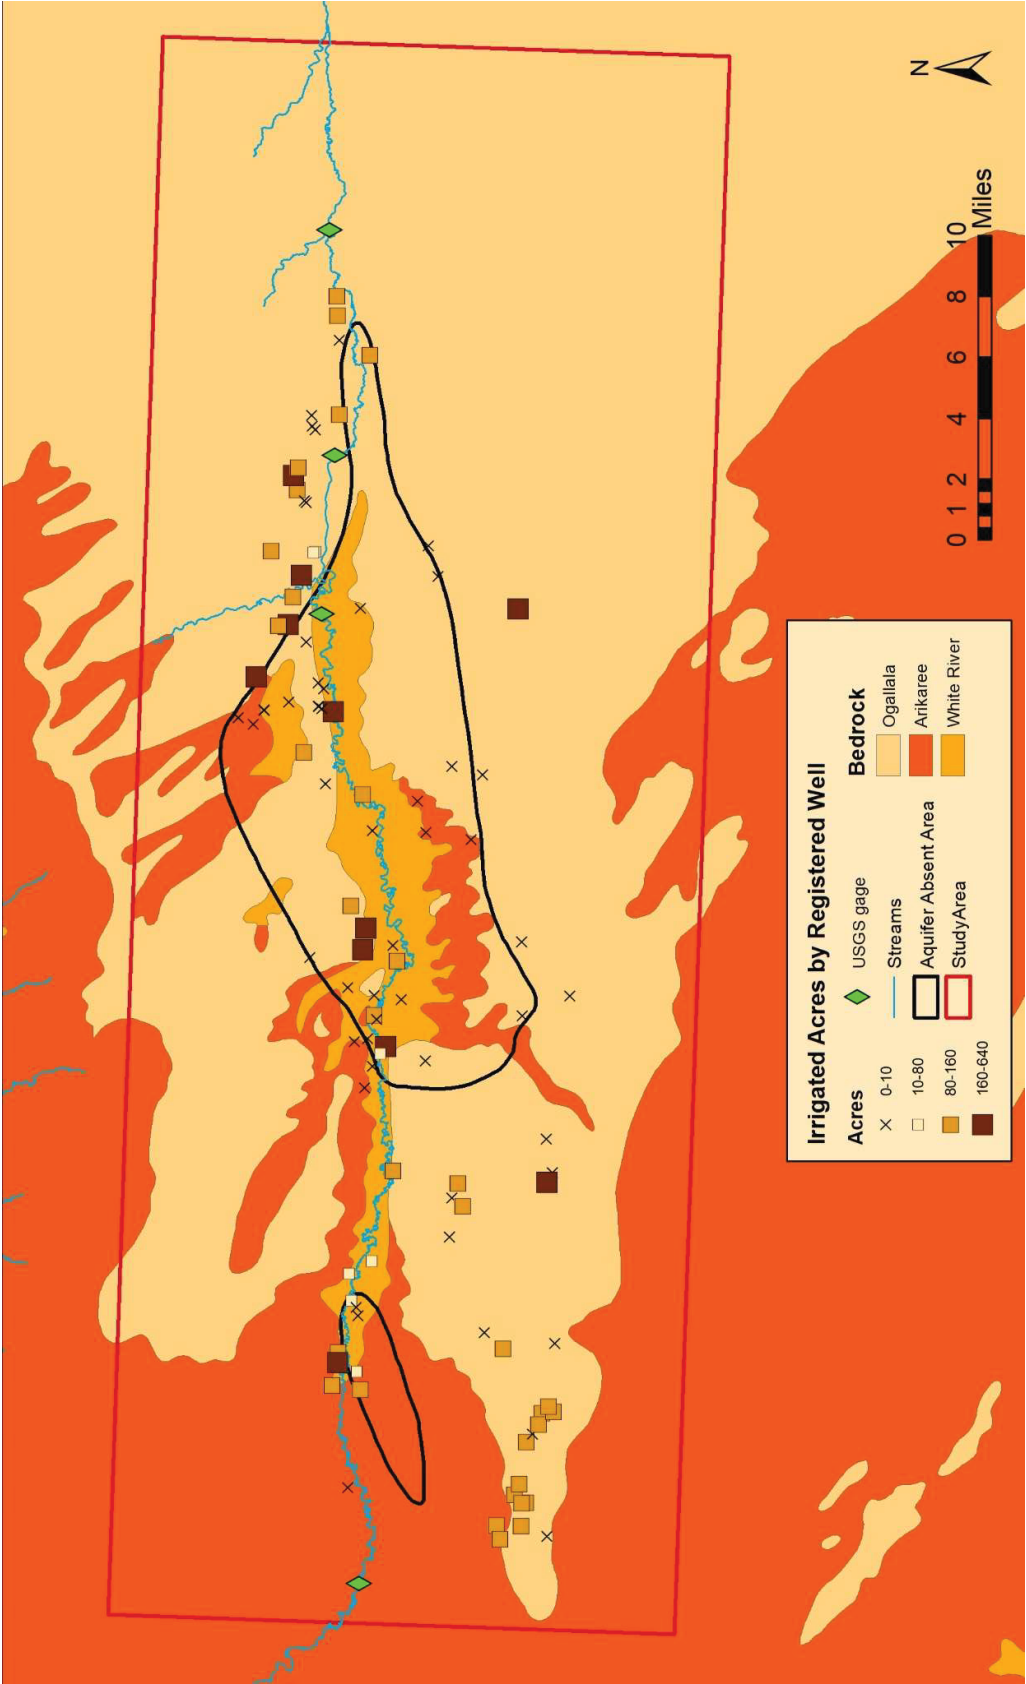 N
0 1 2 4 6 8 10
Miles
Irrigated Acres by Registered Well
Acres
0-10
10-80
80-160
160-640
USGS gage
Streams
Aquifer Absent Area
StudyArea
Bedrock
Ogallala
Arikaree
White River